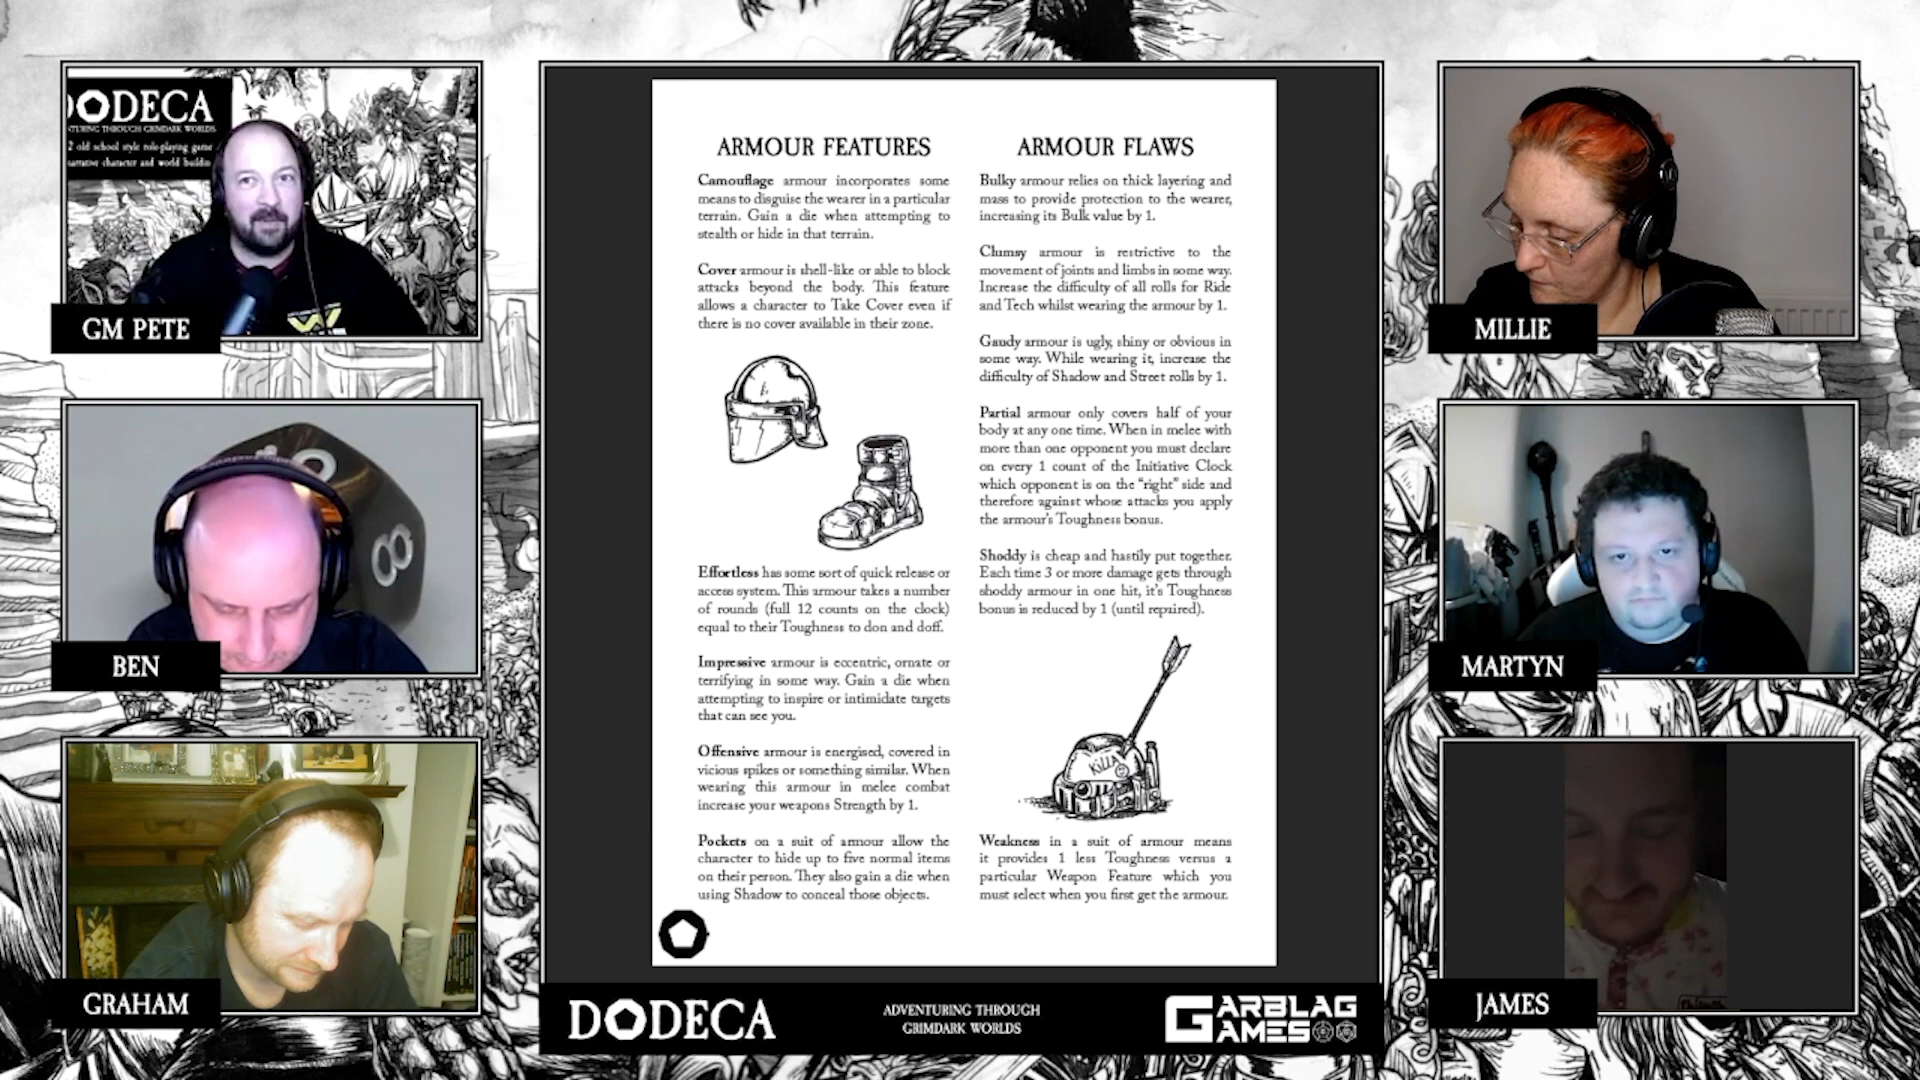 DODECA
ADVENTURING THROUGH GRIMDARK WORLDS
2 old school style role-playing game
narrative character and world buildin
GM PETE
BEN
8
GRAHAM
ARMOUR FEATURES
Camouflage armour incorporates some
means to disguise the wearer in a particular
terrain. Gain a die when attempting to
stealth or hide in that terrain.
Cover armour is shell-like or able to block
attacks beyond the body. This feature
allows a character to Take Cover even if
there is no cover available in their zone.
Effortless has some sort of quick release or
access system. This armour takes a number
of rounds (full 12 counts on the clock)
equal to their Toughness to don and doff.
Impressive armour is eccentric, ornate or
terrifying in some way. Gain a die when
attempting to inspire or intimidate targets
that can see you.
Offensive armour is energised, covered in
vicious spikes or something similar. When
wearing this armour in melee combat
increase your weapons Strength by 1.
Pockets on a suit of armour allow the
character to hide up to five normal items
on their person. They also gain a die when
using Shadow to conceal those objects.
ARMOUR FLAWS
Bulky armour relies on thick layering and
mass to provide protection to the wearer,
increasing its Bulk value by 1.
Clumsy armour is restrictive to the
movement of joints and limbs in some way.
Increase the difficulty of all rolls for Ride
and Tech whilst wearing the armour by 1.
Gaudy armour is ugly, shiny or obvious in
some way. While wearing it, increase the
difficulty of Shadow and Street rolls by 1.
Partial armour only covers half of your
body at any one time. When in melee with
more than one opponent you must declare
on every 1 count of the Initiative Clock
which opponent is on the "right" side and
therefore against whose attacks you apply
the armour's Toughness bonus.
Shoddy is cheap and hastily put together.
Each time 3 or more damage gets through
shoddy armour in one hit, it's Toughness
bonus is reduced by 1 (until repaired).
KILLA
Weakness in a suit of armour means
it provides 1 less Toughness versus a
particular Weapon Feature which you
must select when you first get the armour.
DODECA
ADVENTURING THROUGH
GRIMDARK WORLDS
GARBLAG
GAMES
MILLIE
MARTYN
JAMES